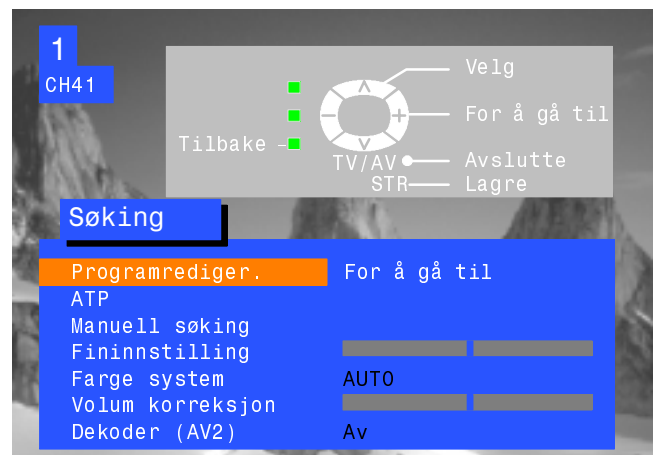 1
CH41
Velg
For å gå til
Tilbake
TV/AV Avslutte
STR Lagre
Søking
Programrediger. For å gå til
ATP
Manuell søking
Fininnstilling
Farge system AUTO
Volum korreksjon
Dekoder (AV2) Av